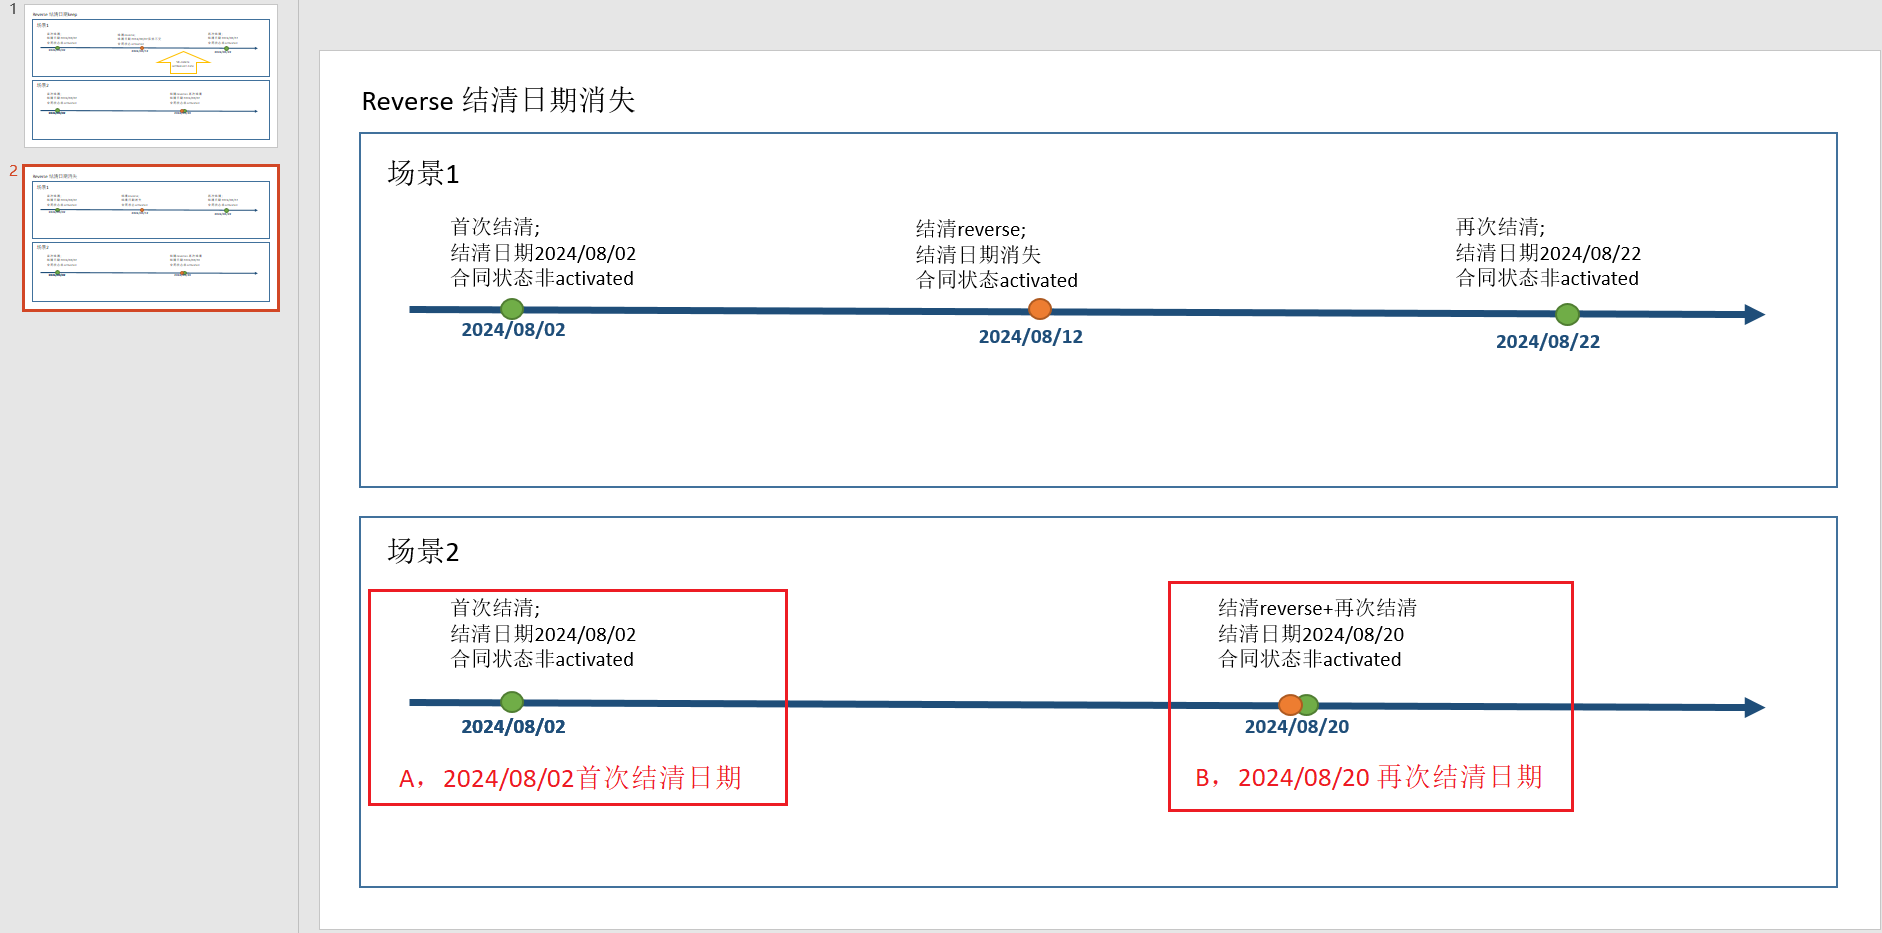 1
2
Reverse 结清日期消失
场景1
首次结清;
结清日期2024/08/02
合同状态非activated
结清reverse;
结清日期消失
合同状态activated
再次结清;
结清日期2024/08/22
合同状态非activated
2024/08/02
2024/08/12
2024/08/22
场景2
首次结清;
结清日期2024/08/02
合同状态非activated
结清reverse+再次结清
结清日期2024/08/20
合同状态非activated
2024/08/02
2024/08/20
A，2024/08/02首次结清日期
B，2024/08/20 再次结清日期